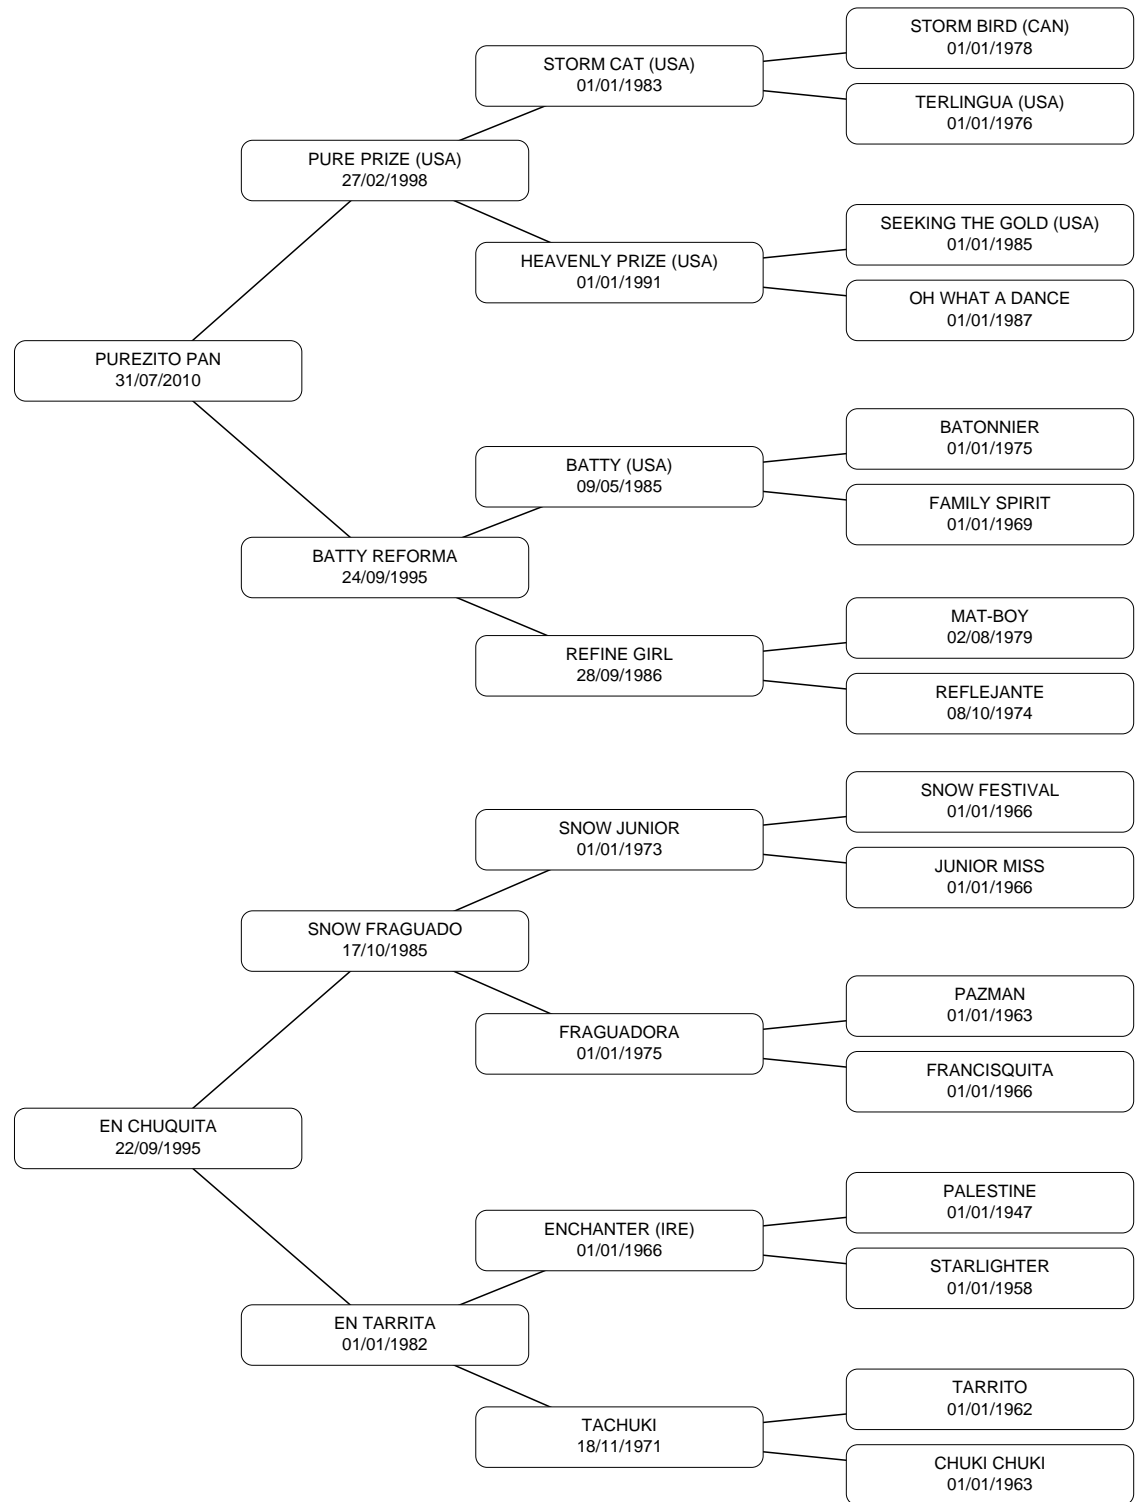 STORM BIRD (CAN)
01/01/1978
STORM CAT (USA)
01/01/1983
TERLINGUA (USA)
01/01/1976
PURE PRIZE (USA)
27/02/1998
SEEKING THE GOLD (USA)
01/01/1985
HEAVENLY PRIZE (USA)
01/01/1991
OH WHAT A DANCE
01/01/1987
PUREZITO PAN
31/07/2010
BATONNIER
01/01/1975
BATTY (USA)
09/05/1985
FAMILY SPIRIT
01/01/1969
BATTY REFORMA
24/09/1995
MAT-BOY
02/08/1979
REFINE GIRL
28/09/1986
REFLEJANTE
08/10/1974
SNOW FESTIVAL
01/01/1966
SNOW JUNIOR
01/01/1973
JUNIOR MISS
01/01/1966
SNOW FRAGUADO
17/10/1985
PAZMAN
01/01/1963
FRAGUADORA
01/01/1975
FRANCISQUITA
01/01/1966
EN CHUQUITA
22/09/1995
PALESTINE
01/01/1947
ENCHANTER (IRE)
01/01/1966
STARLIGHTER
01/01/1958
EN TARRITA
01/01/1982
TARRITO
01/01/1962
TACHUKI
18/11/1971
CHUKI CHUKI
01/01/1963